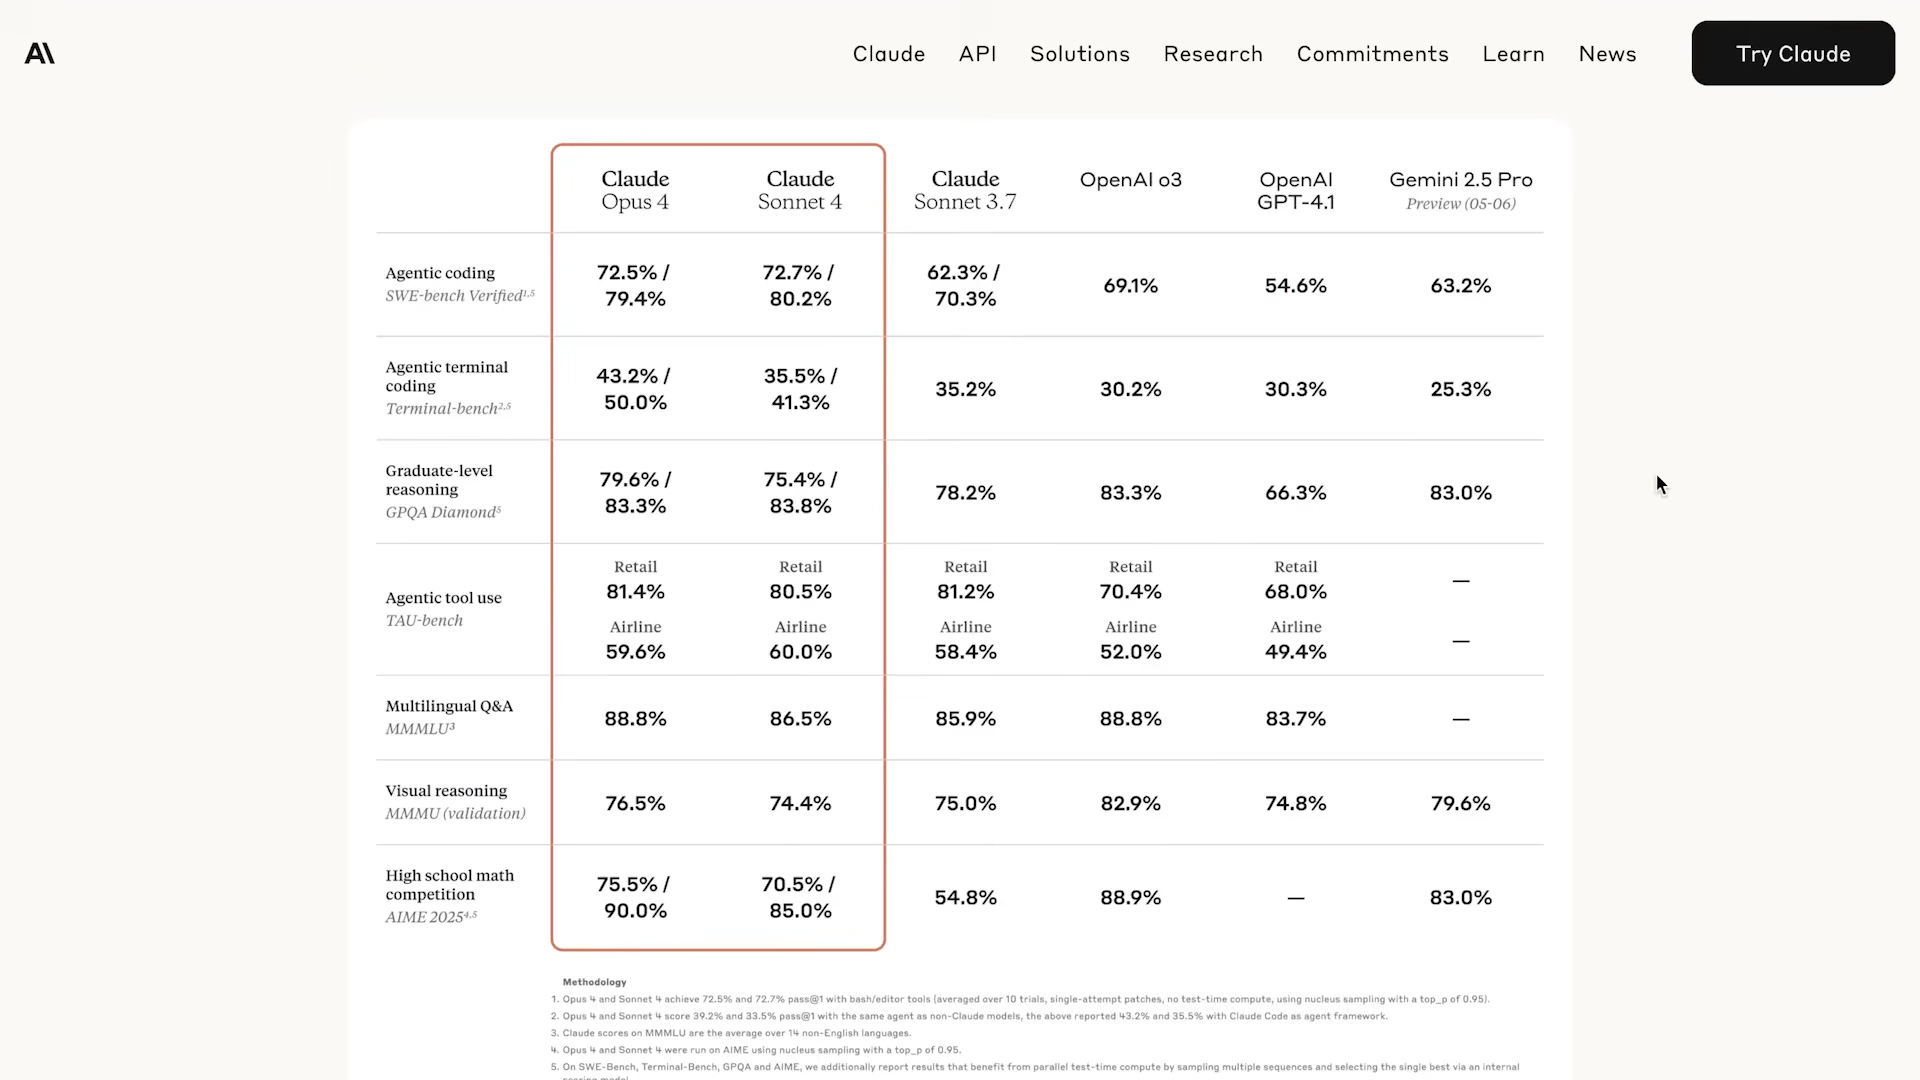 A\
Claude API Solutions Research Commitments Learn News Try Claude
Claude Opus 4
Claude Sonnet 4
Claude Sonnet 3.7
OpenAI o3
OpenAI GPT-4.1
Gemini 2.5 Pro
Preview (05-06)
Agentic coding
SWE-bench Verified¹,⁵
72.5% / 79.4%
72.7% / 80.2%
62.3% / 70.3%
69.1%
54.6%
63.2%
Agentic terminal coding
Terminal-bench²,⁵
43.2% / 50.0%
35.5% / 41.3%
35.2%
30.2%
30.3%
25.3%
Graduate-level reasoning
GPQA Diamond⁵
79.6% / 83.3%
75.4% / 83.8%
78.2%
83.3%
66.3%
83.0%
Agentic tool use
TAU-bench
Retail Retail Retail Retail Retail
81.4% 80.5% 81.2% 70.4% 68.0% —
Airline Airline Airline Airline Airline
59.6% 60.0% 58.4% 52.0% 49.4% —
Multilingual Q&A
MMMLU³
88.8% 86.5% 85.9% 88.8% 83.7% —
Visual reasoning
MMMU (validation)
76.5% 74.4% 75.0% 82.9% 74.8% 79.6%
High school math competition
AIME 2025⁴,⁵
75.5% / 90.0%
70.5% / 85.0%
54.8%
88.9%
—
83.0%
Methodology
1. Opus 4 and Sonnet 4 achieve 72.5% and 72.7% pass@1 with bash/editor tools (averaged over 10 trials, single-attempt patches, no test-time compute, using nucleus sampling with a top_p of 0.95).
2. Opus 4 and Sonnet 4 score 39.2% and 33.5% pass@1 with the same agent as non-Claude models, the above reported 43.2% and 35.5% with Claude Code as agent framework.
3. Claude scores on MMMLU are the average over 14 non-English languages.
4. Opus 4 and Sonnet 4 were run on AIME using nucleus sampling with a top_p of 0.95.
5. On SWE-Bench, Terminal-Bench, GPQA and AIME, we additionally report results that benefit from parallel test-time compute by sampling multiple sequences and selecting the single best via an internal